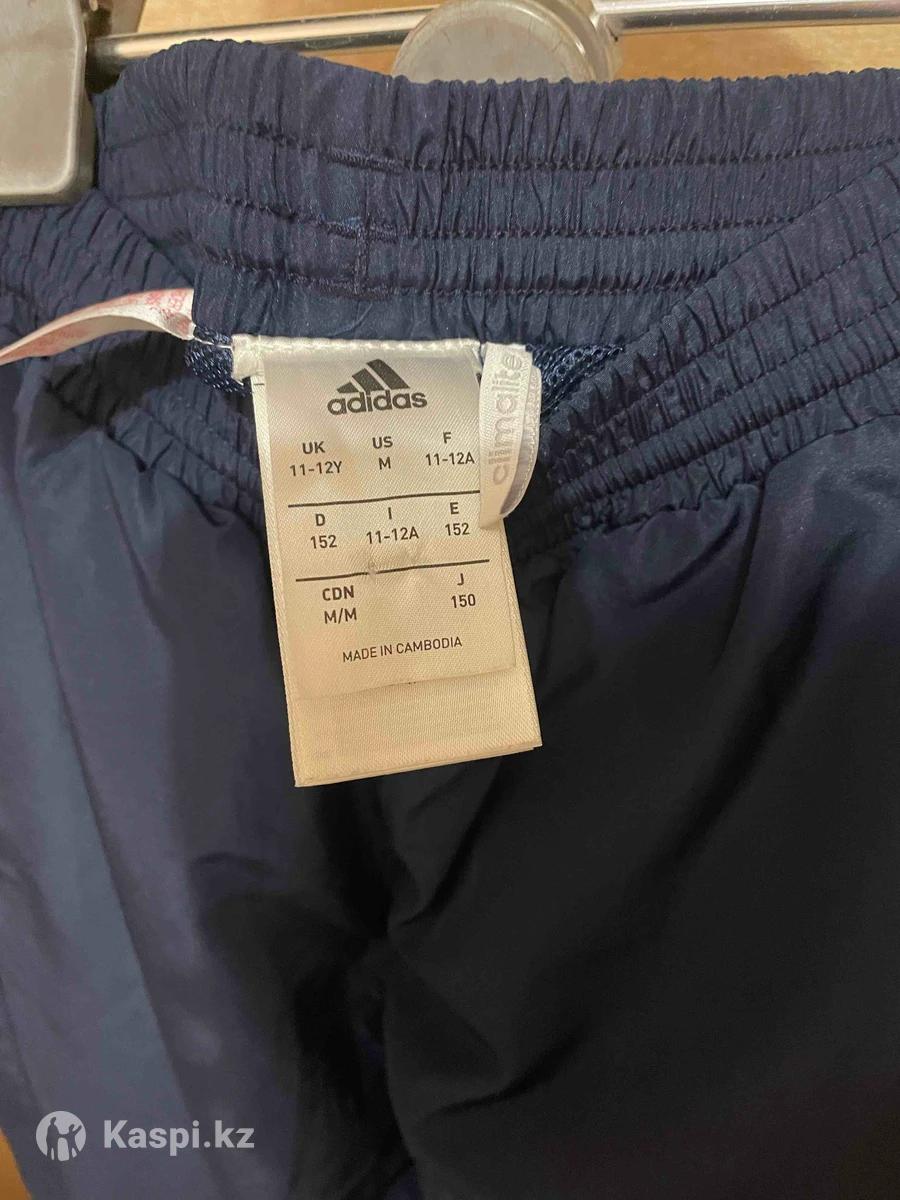 adidas
UK US F
11-12Y M 11-12A
D I E
152 11-12A 152
CDN J
M/M 150
MADE IN CAMBODIA
climalite
Kaspi.kz